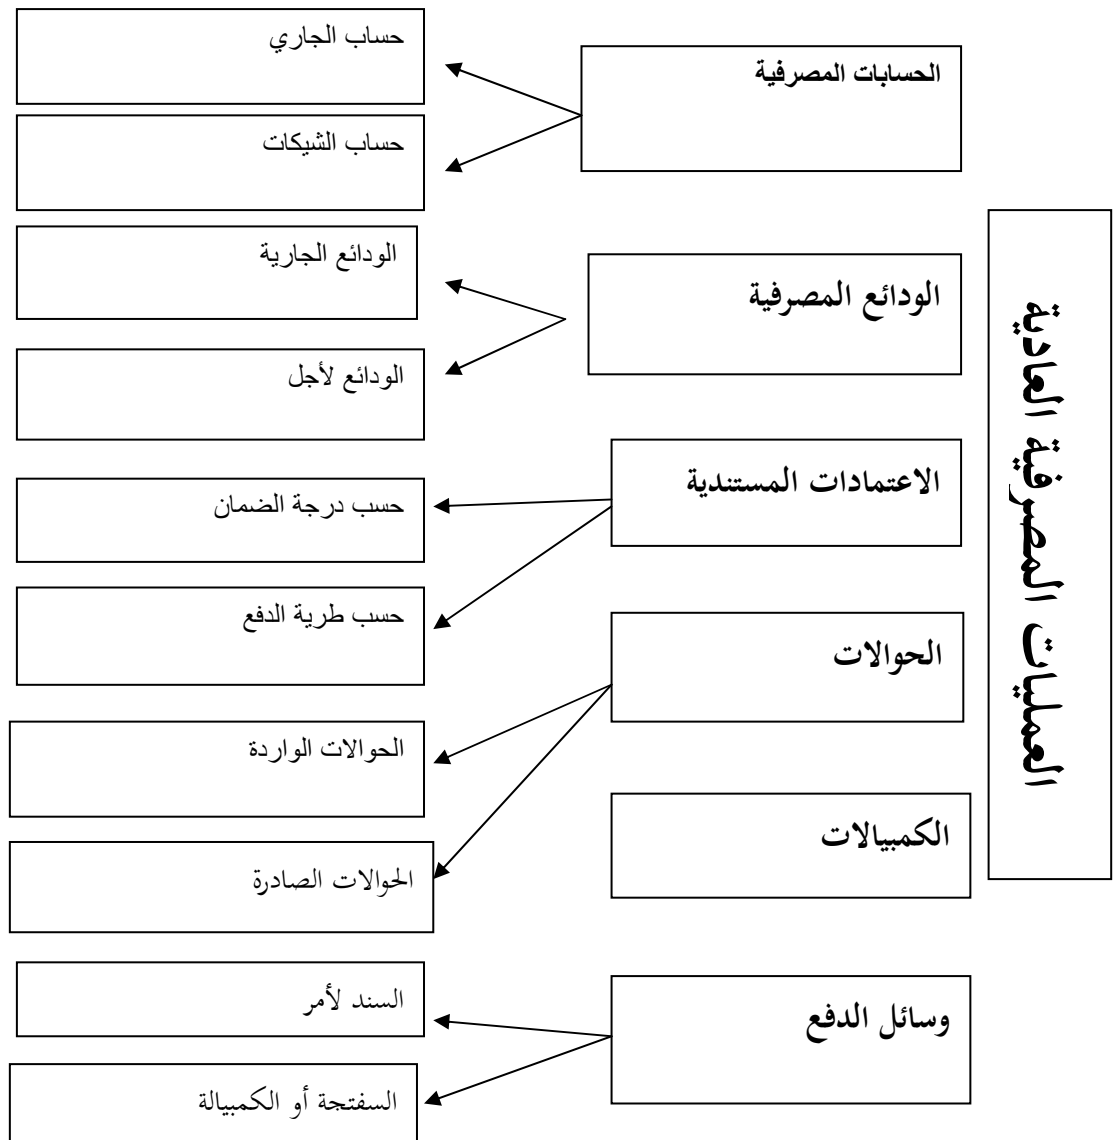 العمليات المصرفية العادية
الحسابات المصرفية
حساب الجاري
حساب الشيكات
الودائع المصرفية
الودائع الجارية
الودائع لأجل
الاعتمادات المستندية
حسب درجة الضمان
حسب طرية الدفع
الحوالات
الحوالات الواردة
الحوالات الصادرة
الكمبيالات
وسائل الدفع
السند لأمر
السفتجة أو الكمبيالة